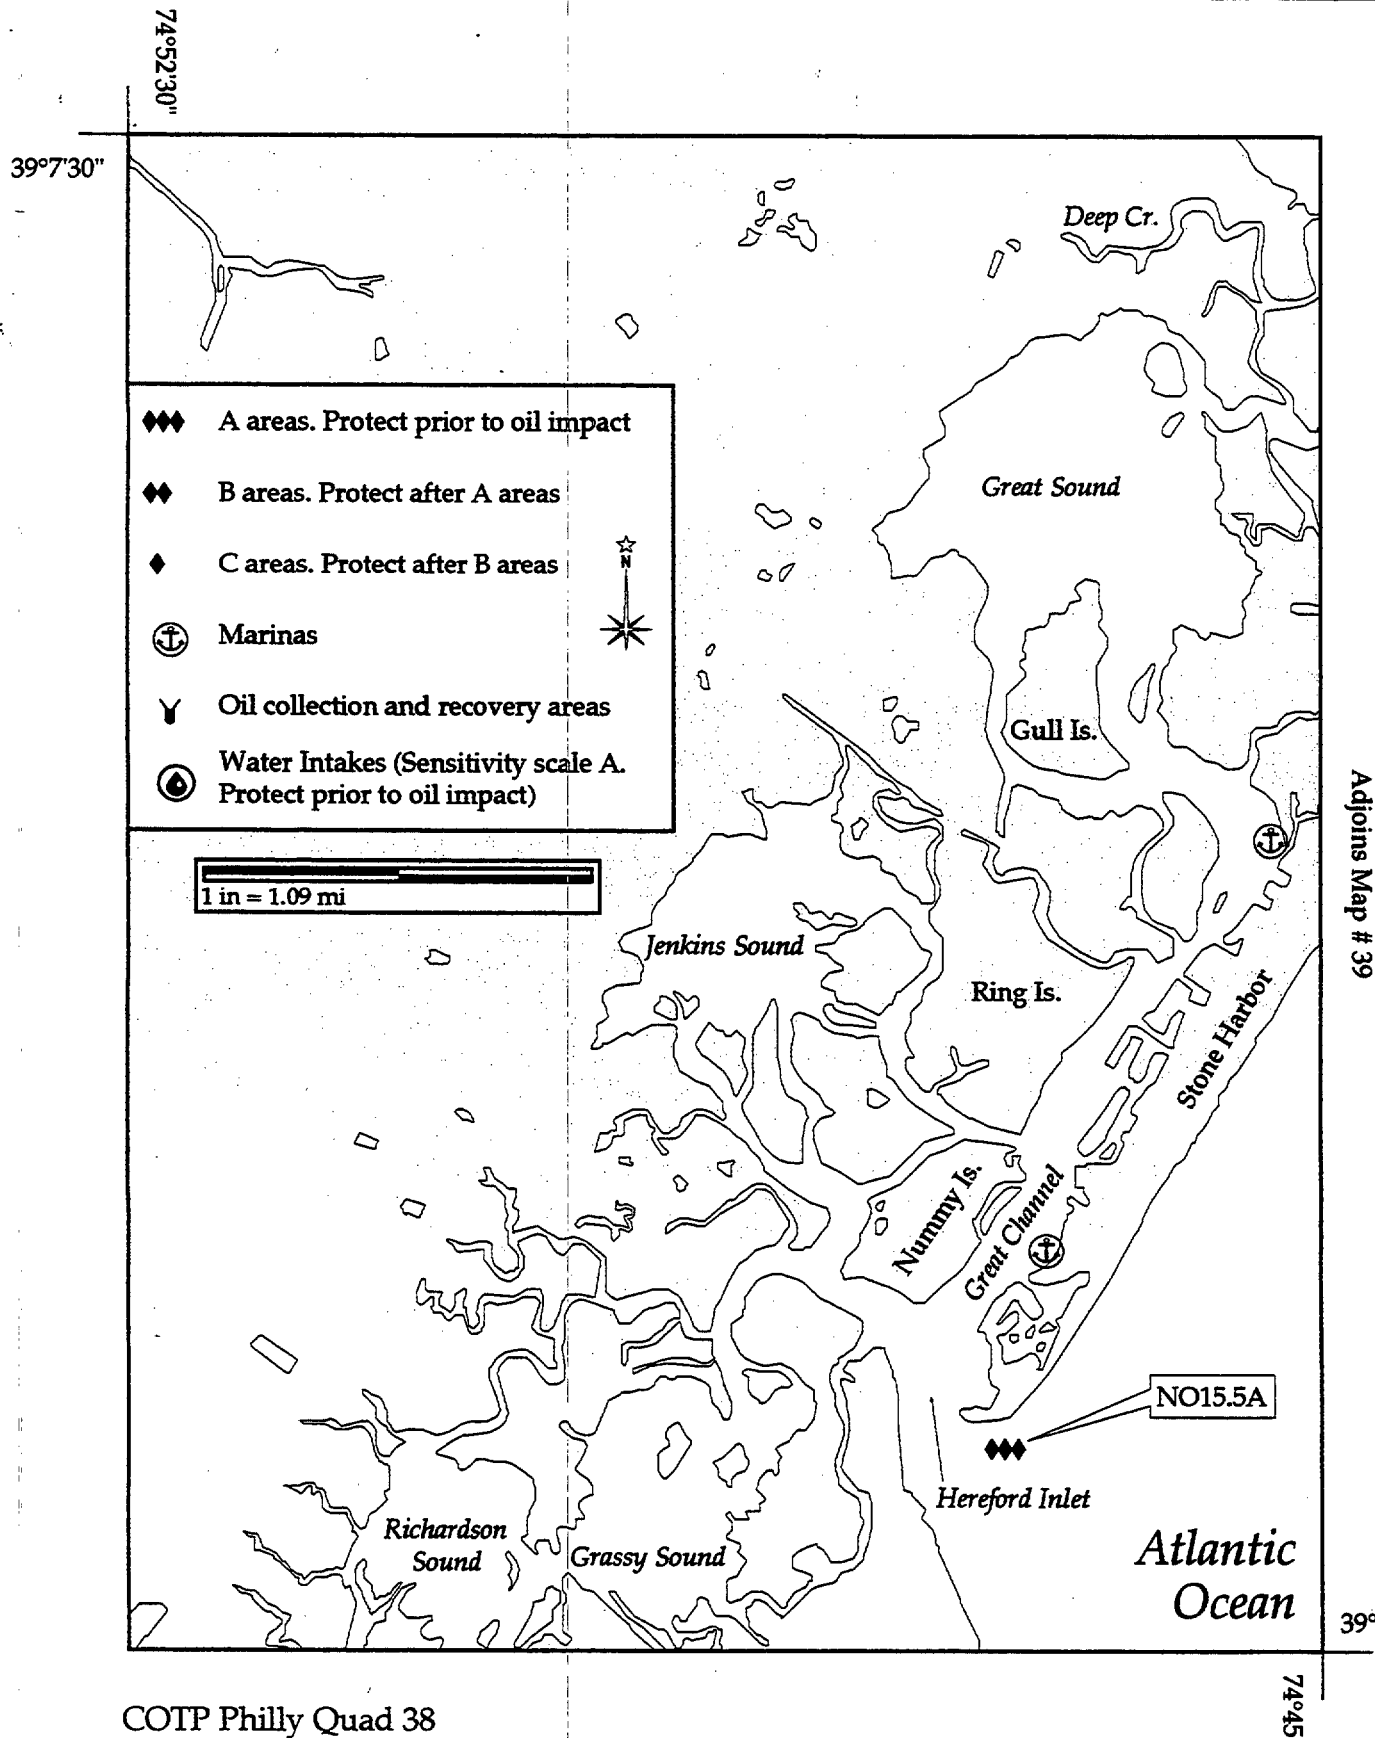 74°52'30"
39°7'30"
Deep Cr.
A areas. Protect prior to oil impact
B areas. Protect after A areas
C areas. Protect after B areas
N
Marinas
Oil collection and recovery areas
Water Intakes (Sensitivity scale A.
Protect prior to oil impact)
1 in = 1.09 mi
Great Sound
Gull Is.
Adjoins Map # 39
Jenkins Sound
Ring Is.
Stone Harbor
Nummy Is.
Great Channel
NO15.5A
Hereford Inlet
Richardson
Sound
Grassy Sound
Atlantic
Ocean
39°
74°45
COTP Philly Quad 38